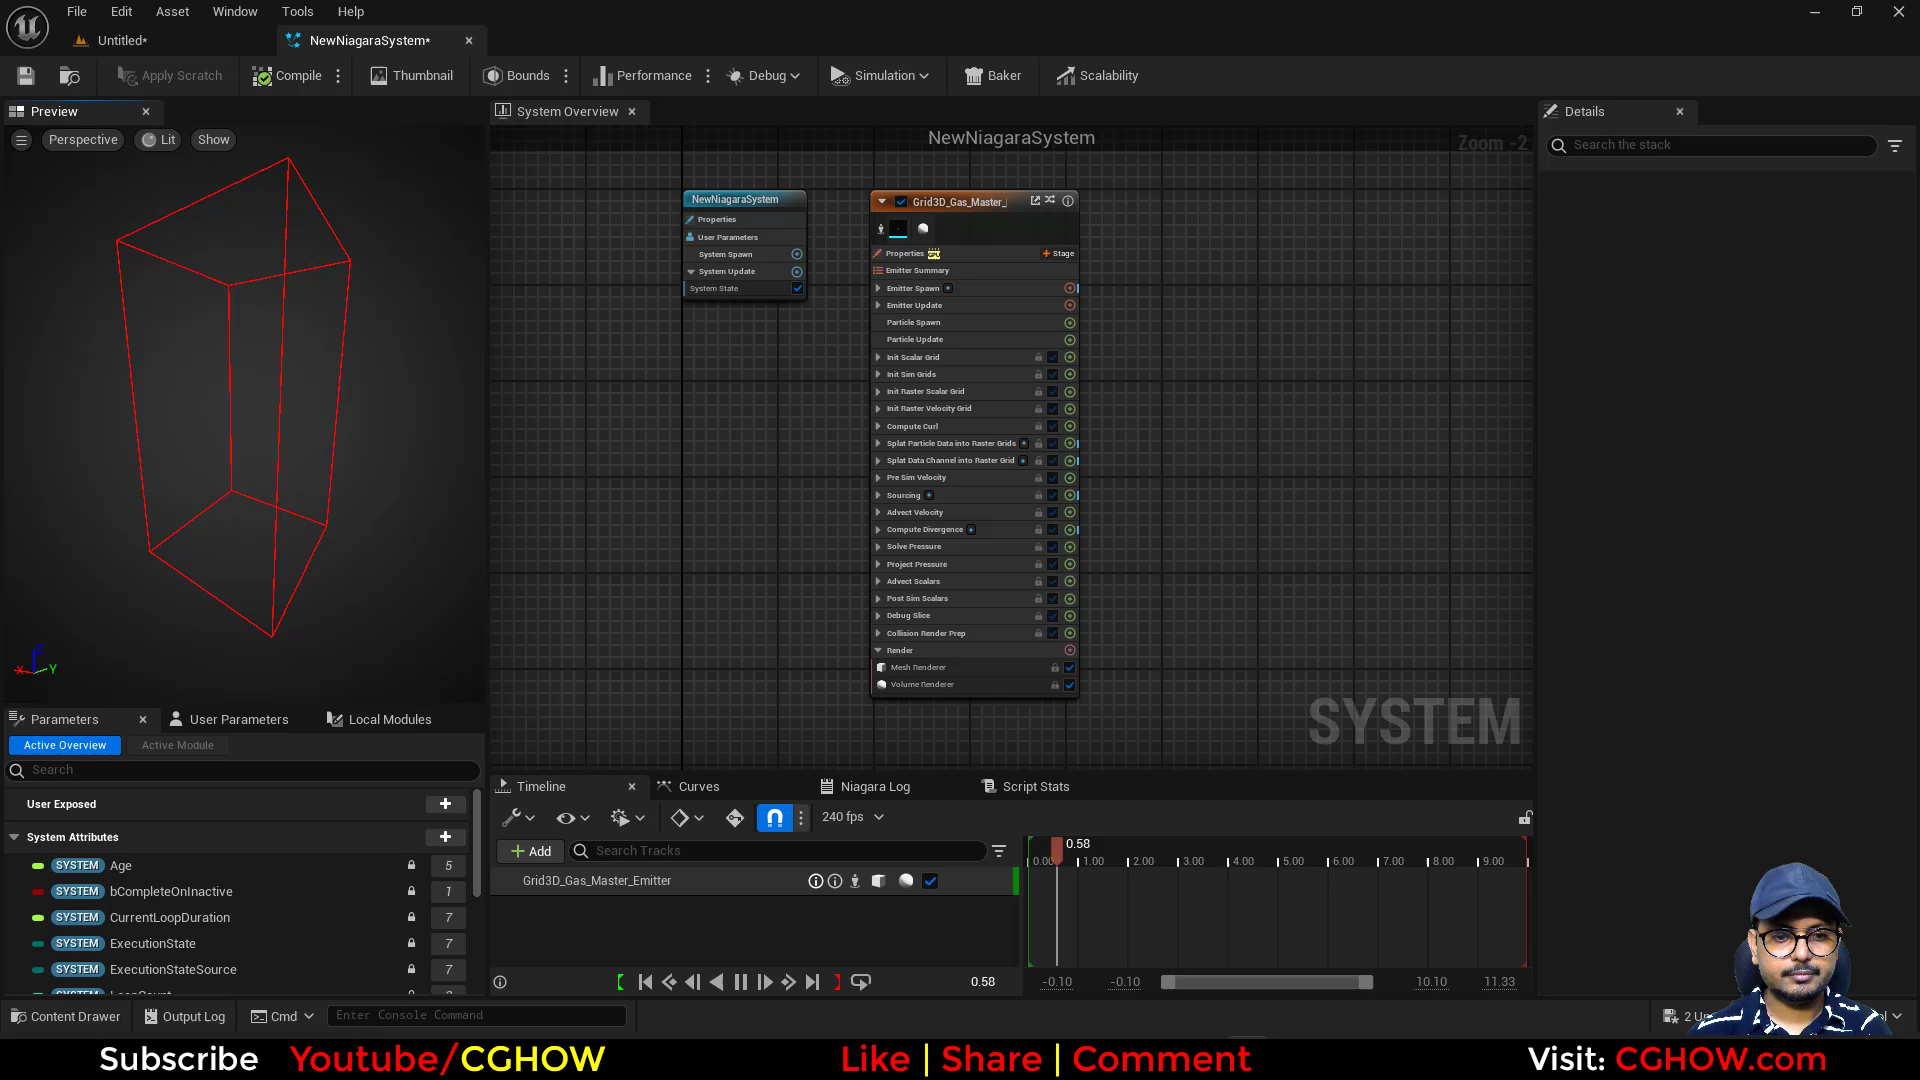 File Edit Asset Window Tools Help
Untitled*
NewNiagaraSystem*
Apply Scratch Compile Thumbnail Bounds Performance Debug Simulation Baker Scalability
Preview
Perspective Lit Show
X Y
System Overview
NewNiagaraSystem
Zoom -2
NewNiagaraSystem
Properties
User Parameters
System Spawn
System Update
System State
Grid3D_Gas_Master_
Properties GPU Stage
Emitter Summary
Emitter Spawn
Emitter Update
Particle Spawn
Particle Update
Init Scalar Grid
Init Sim Grids
Init Raster Scalar Grid
Init Raster Velocity Grid
Compute Curl
Splat Particle Data into Raster Grids
Splat Data Channel into Raster Grid
Pre Sim Velocity
Sourcing
Advect Velocity
Compute Divergence
Solve Pressure
Project Pressure
Advect Scalars
Post Sim Scalars
Debug Slice
Collision Render Prep
Render
Mesh Renderer
Volume Renderer
SYSTEM
Details
Search the stack
Parameters User Parameters Local Modules
Active Overview Active Module
Search
User Exposed
System Attributes
SYSTEM Age 5
SYSTEM bCompleteOnInactive 1
SYSTEM CurrentLoopDuration 7
SYSTEM ExecutionState 7
SYSTEM ExecutionStateSource 7
Timeline Curves Niagara Log Script Stats
240 fps
Add Search Tracks
0.58
0.00 1.00 2.00 3.00 4.00 5.00 6.00 7.00 8.00 9.00
Grid3D_Gas_Master_Emitter
0.58
-0.10 -0.10 10.10 11.33
Content Drawer Output Log Cmd Enter Console Command
Subscribe Youtube/CGHOW Like | Share | Comment Visit: CGHOW.com